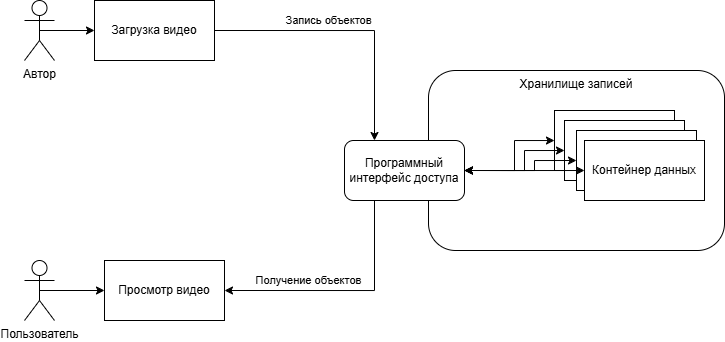 Запись объектов
Загрузка видео
Автор
Хранилище записей
Программный
интерфейс доступа
Контейнер данных
Получение объектов
Просмотр видео
Пользователь